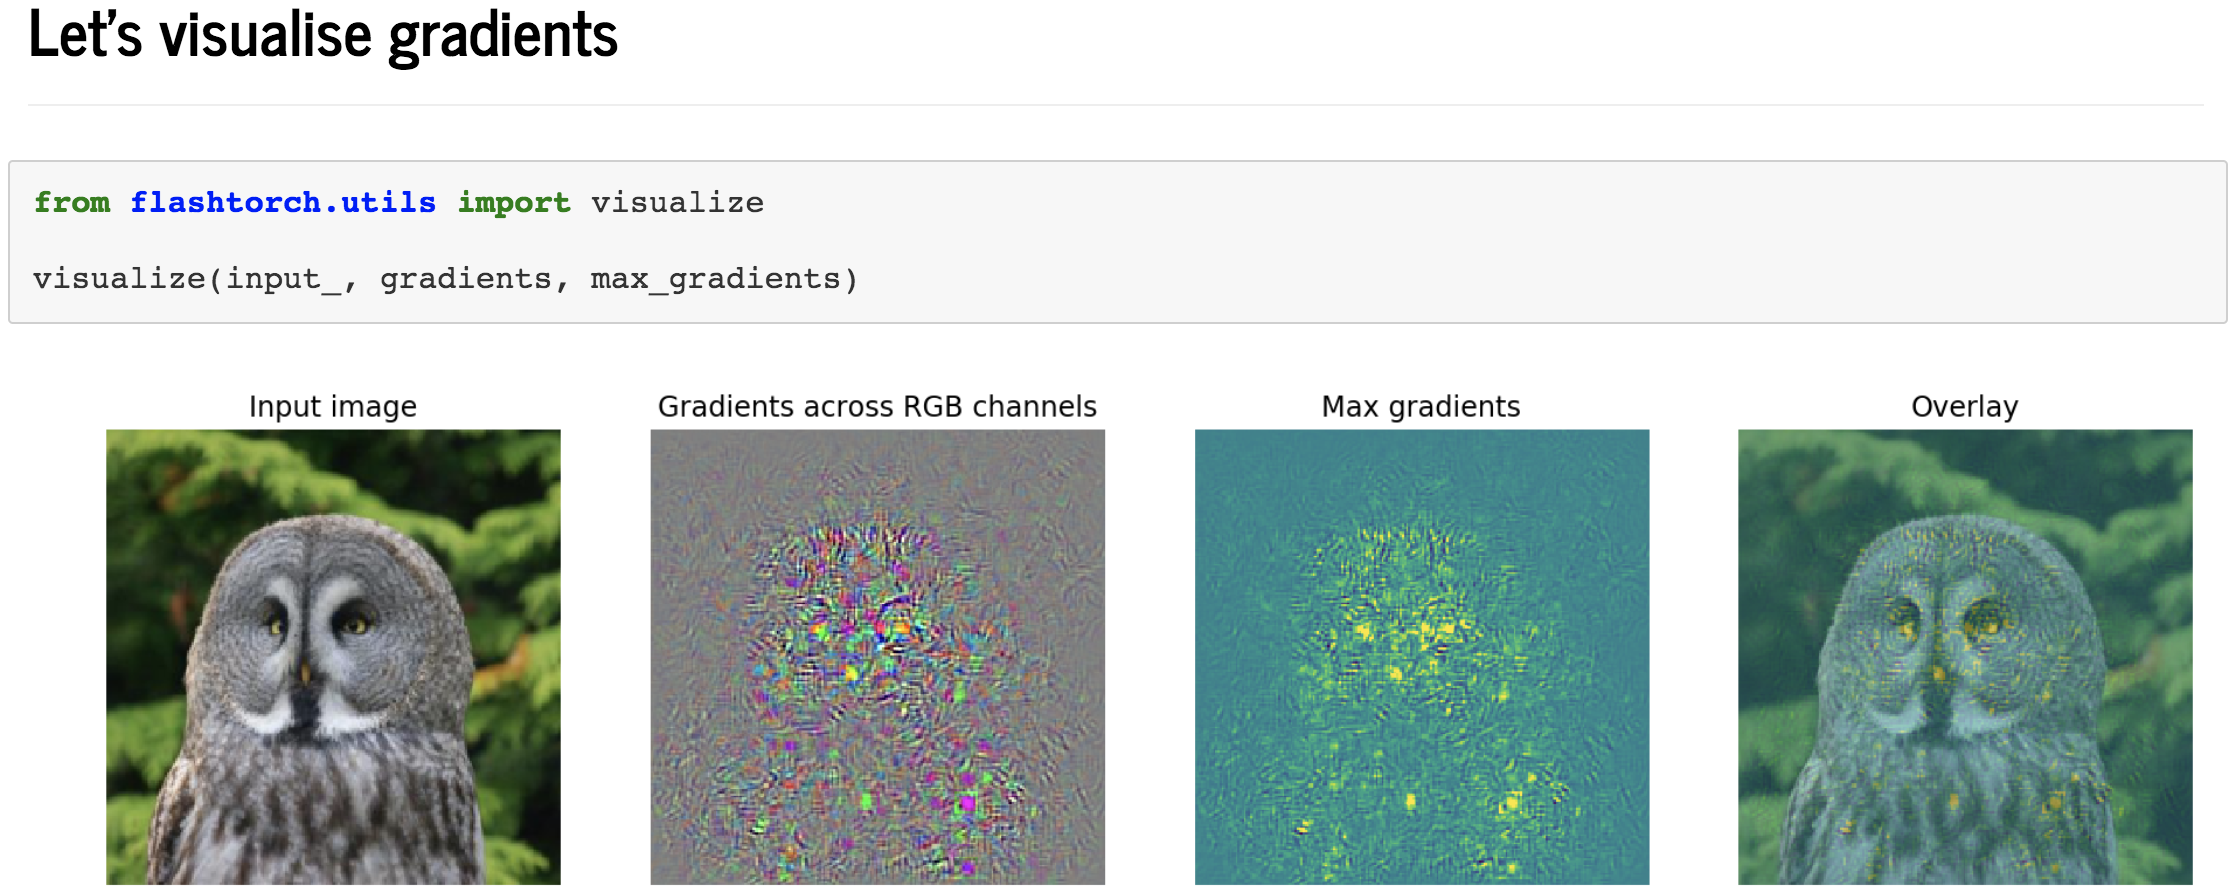 Let's visualise gradients
from flashtorch.utils import visualize
visualize(input_, gradients, max_gradients)
Input image
Gradients across RGB channels
Max gradients
Overlay